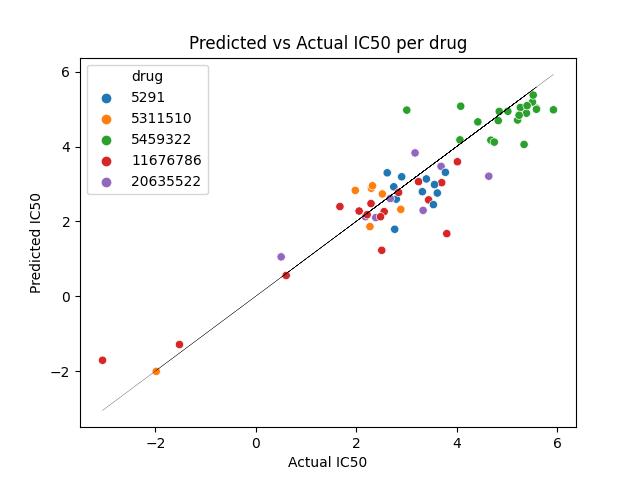 Predicted vs Actual IC50 per drug
drug
5291
5311510
5459322
11676786
20635522
6
4
2
0
−2
Predicted IC50
−2 0 2 4 6
Actual IC50